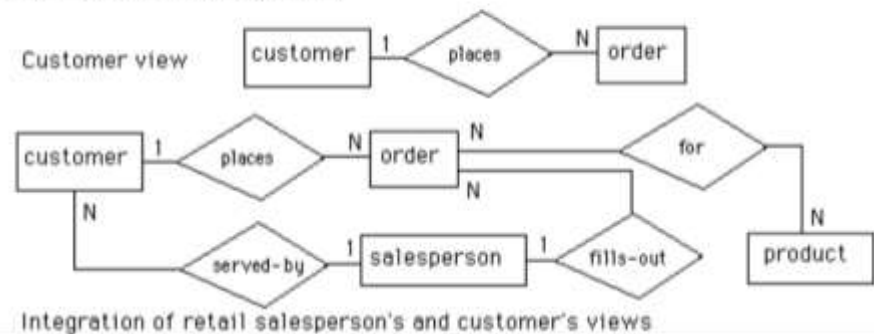 Customer view
customer 1 places N order
customer 1 places N order N for
N N
N
served-by 1 salesperson 1 fills-out product
Integration of retail salesperson's and customer's views